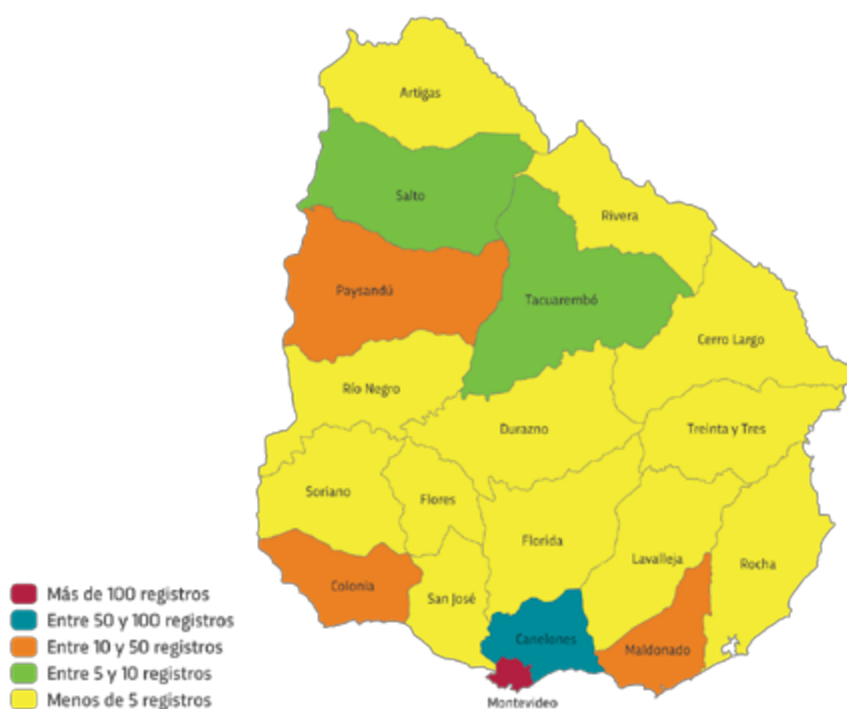 Artigas
Salto
Rivera
Paysandú
Tacuarembó
Cerro Largo
Río Negro
Durazno
Treinta y Tres
Soriano
Flores
Florida
Lavalleja
Rocha
Colonia
San José
Canelones
Maldonado
Montevideo
Más de 100 registros
Entre 50 y 100 registros
Entre 10 y 50 registros
Entre 5 y 10 registros
Menos de 5 registros